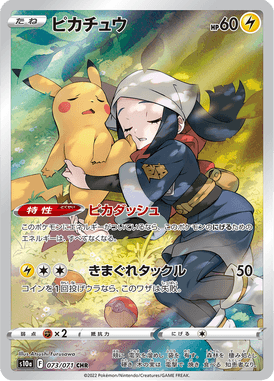 たね ピカチュウ HP60
特性 ピカダッシュ
このポケモンにエネルギーがついているなら、このポケモンのにげるための
エネルギーは、すべてなくなる。
きまぐれタックル 50
コインを1回投げウラなら、このワザは失敗。
弱点 ×2 抵抗力 にげる
illus. Atsushi Furusawa
s10a F 073/071 CHR
©2022 Pokémon/Nintendo/Creatures/GAME FREAK.